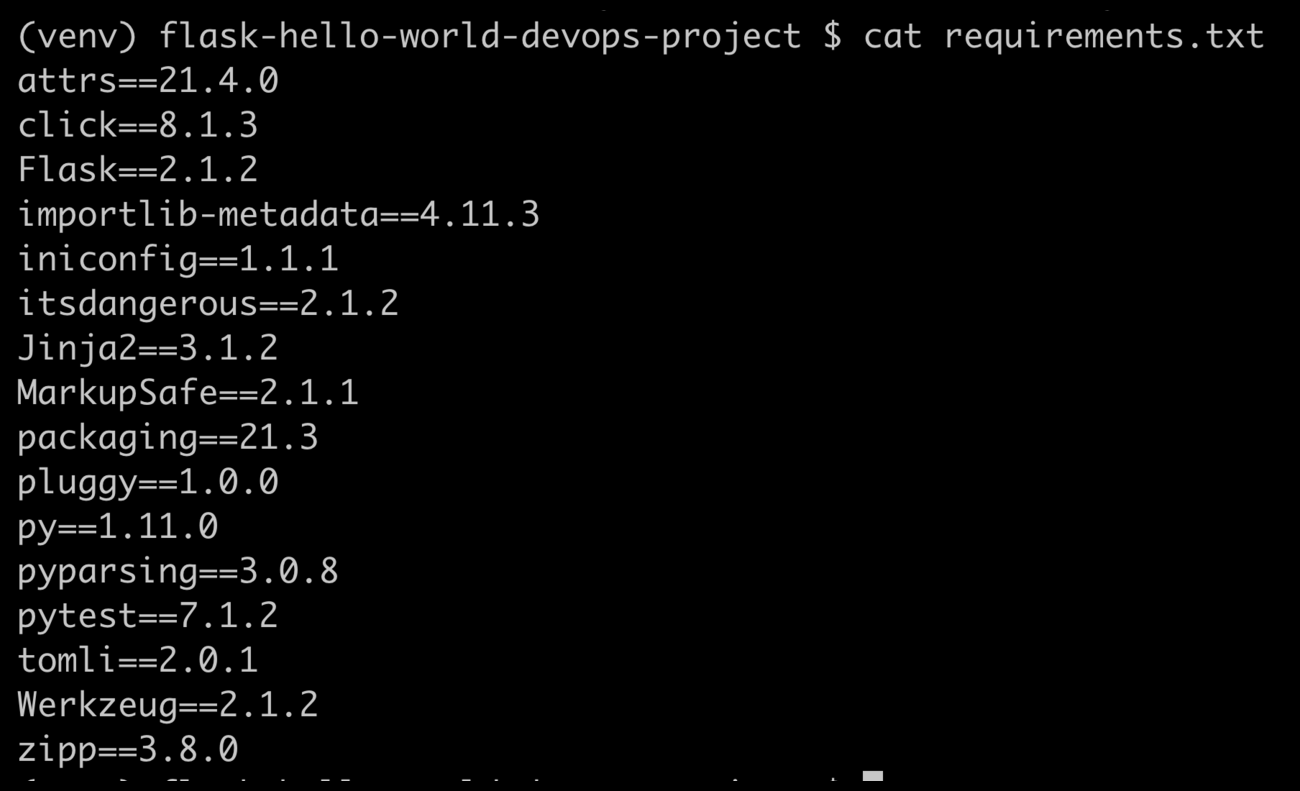 (venv) flask-hello-world-devops-project $ cat requirements.txt
attrs==21.4.0
click==8.1.3
Flask==2.1.2
importlib-metadata==4.11.3
iniconfig==1.1.1
itsdangerous==2.1.2
Jinja2==3.1.2
MarkupSafe==2.1.1
packaging==21.3
pluggy==1.0.0
py==1.11.0
pyparsing==3.0.8
pytest==7.1.2
tomli==2.0.1
Werkzeug==2.1.2
zipp==3.8.0